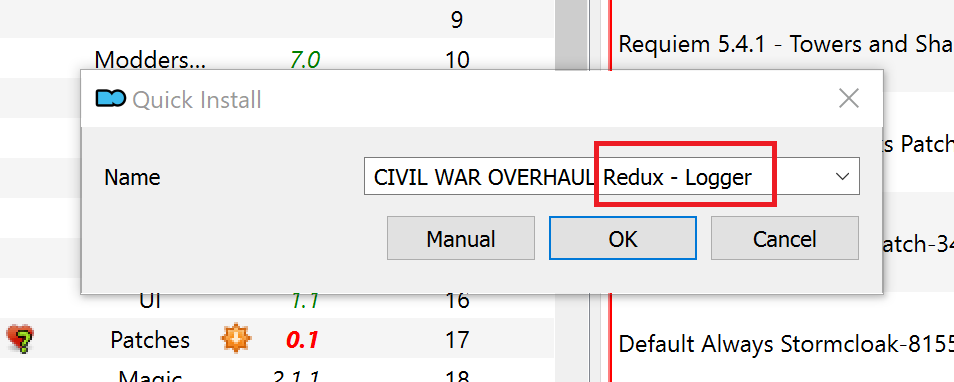 9
Modders... 7.0 10
Requiem 5.4.1 - Towers and Sha
Quick Install
s Patch
Name CIVIL WAR OVERHAUL Redux - Logger
Manual OK Cancel
atch-34
UI 1.1 16
Patches 0.1 17
Default Always Stormcloak-8155
Magic 2.1.1 18